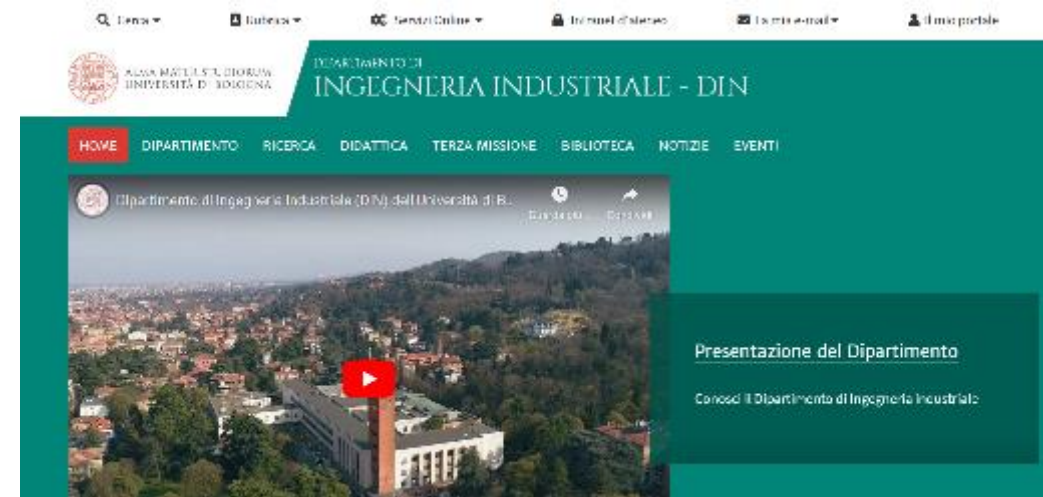 Cerca
Rubrica
Servizi Online
Intranet d'ateneo
La mia e-mail
Il mio portale
ALMA MATER STUDIORUM
UNIVERSITÀ DI BOLOGNA
DIPARTIMENTO DI
INGEGNERIA INDUSTRIALE - DIN
HOME DIPARTIMENTO RICERCA DIDATTICA TERZA MISSIONE BIBLIOTECA NOTIZIE EVENTI
Dipartimento di Ingegneria Industriale (DIN) dell'Università di B...
Guarda più ... Condividi
Presentazione del Dipartimento
Conosci il Dipartimento di Ingegneria industriale